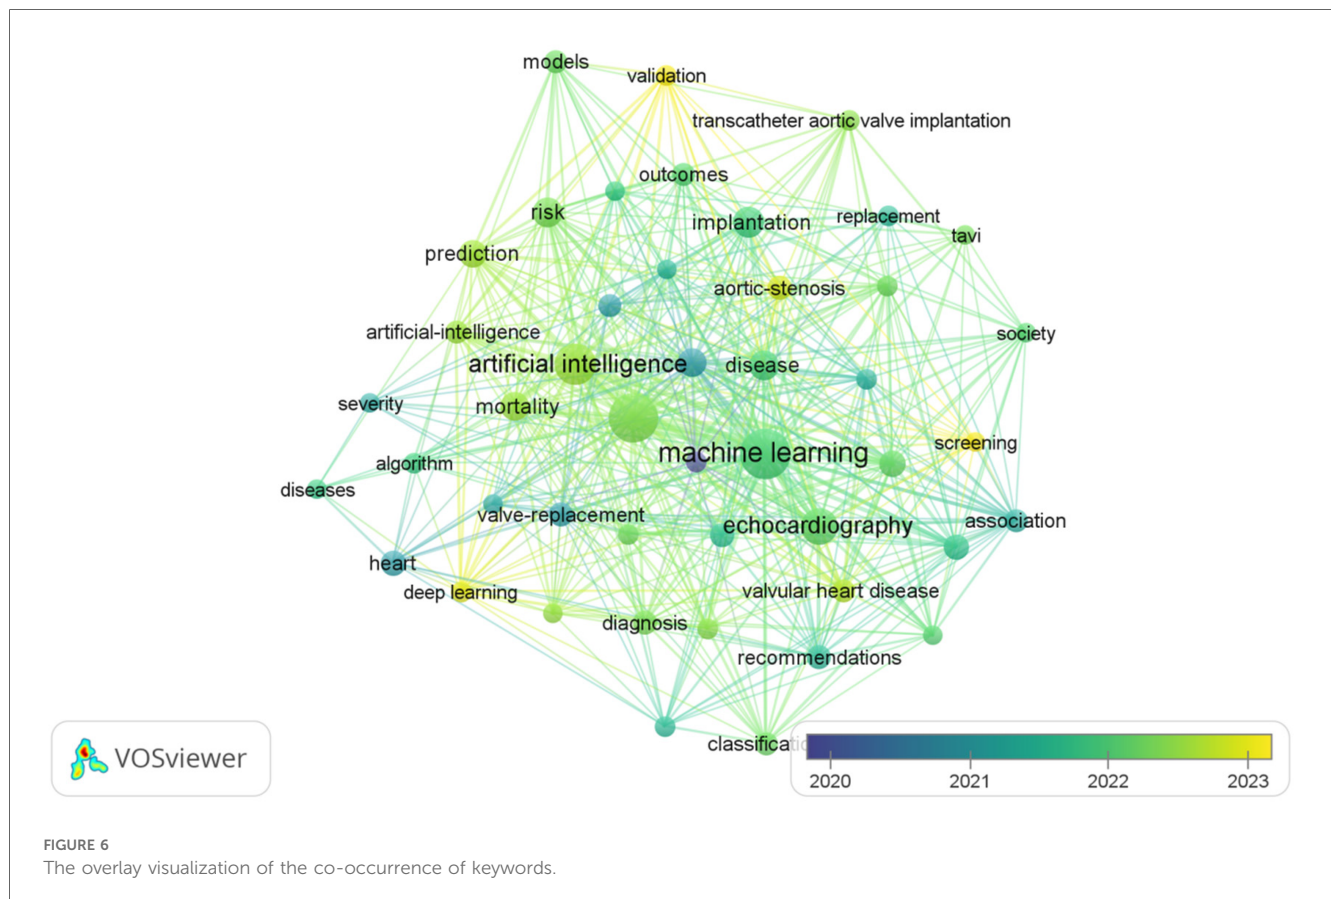 models
validation
transcatheter aortic valve implantation
outcomes
risk
implantation
replacement
tavi
prediction
aortic-stenosis
artificial-intelligence
society
artificial intelligence
disease
severity
mortality
screening
machine learning
algorithm
diseases
valve-replacement
echocardiography
association
heart
deep learning
valvular heart disease
diagnosis
recommendations
classificatio
VOSviewer
2020 2021 2022 2023
FIGURE 6
The overlay visualization of the co-occurrence of keywords.